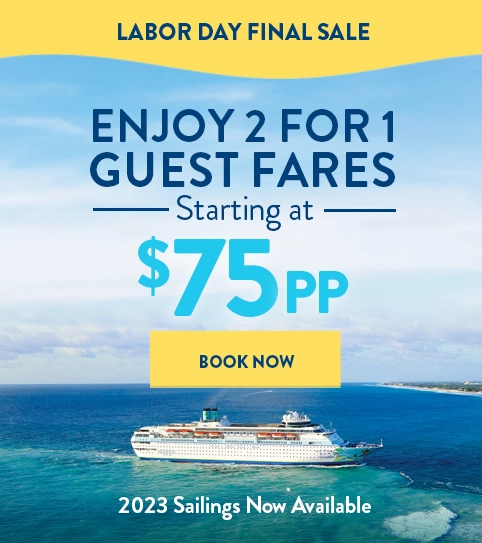 LABOR DAY FINAL SALE
ENJOY 2 FOR 1
GUEST FARES
Starting at
$75PP
BOOK NOW
2023 Sailings Now Available